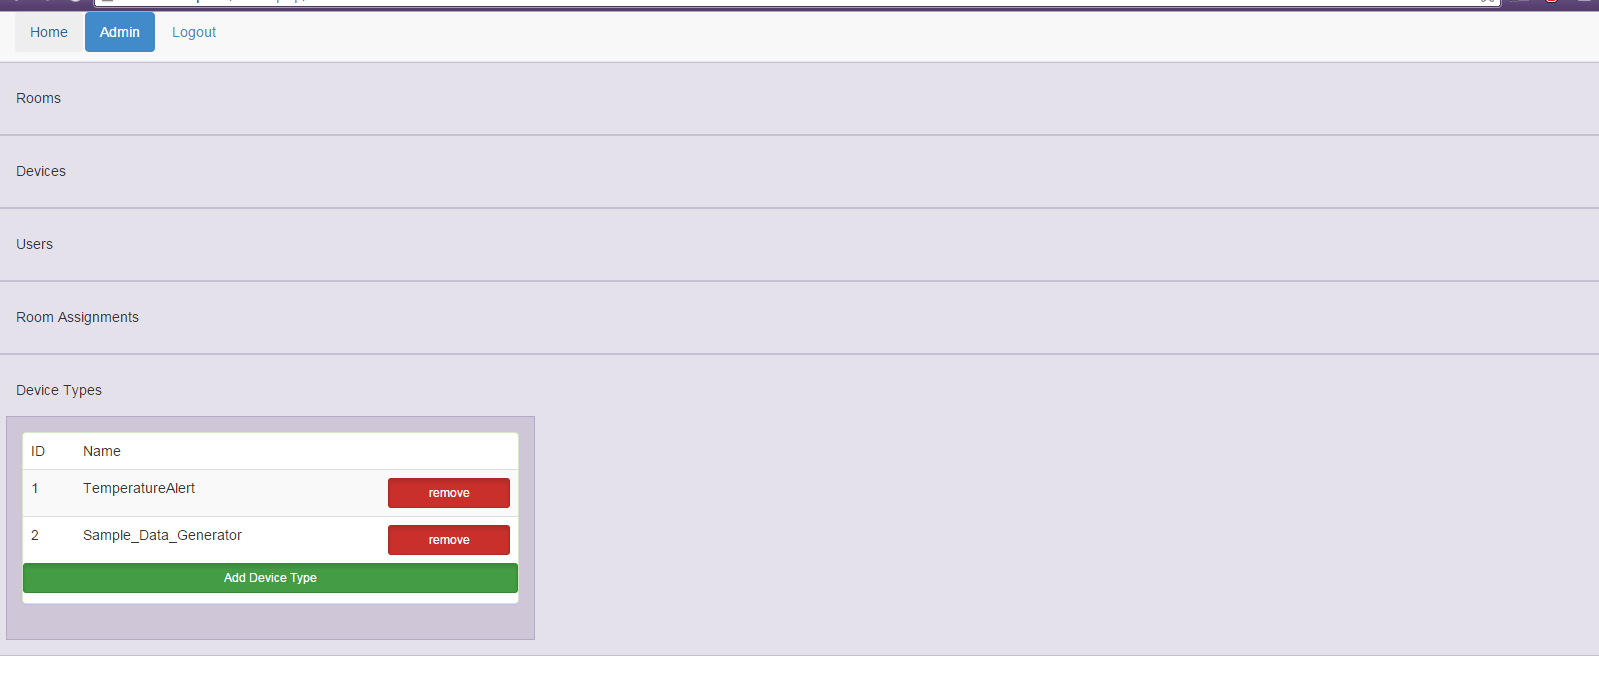 Home Admin Logout
Rooms
Devices
Users
Room Assignments
Device Types
ID Name
1 TemperatureAlert remove
2 Sample_Data_Generator remove
Add Device Type